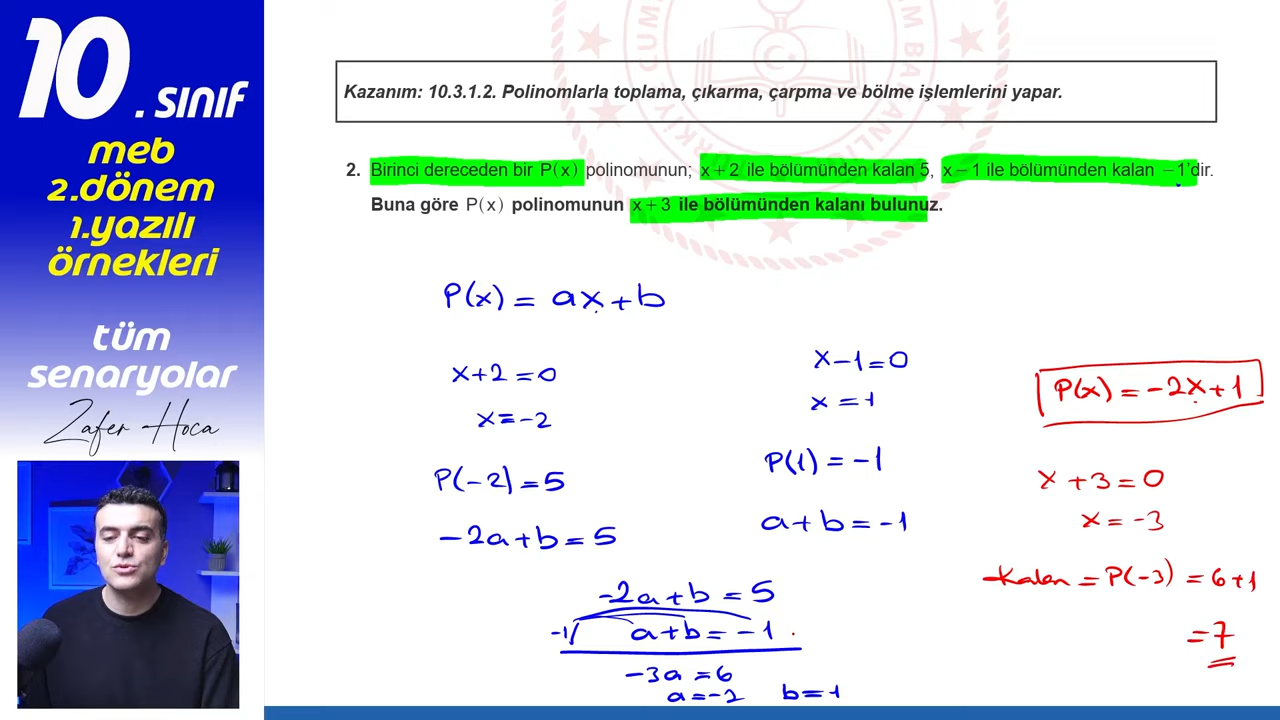 10. SINIF
meb
2.dönem
1.yazılı
örnekleri
tüm
senaryolar
Zafer Hoca
Kazanım: 10.3.1.2. Polinomlarla toplama, çıkarma, çarpma ve bölme işlemlerini yapar.
2. Birinci dereceden bir P(x) polinomunun; x+2 ile bölümünden kalan 5, x−1 ile bölümünden kalan −1'dir.
Buna göre P(x) polinomunun x+3 ile bölümünden kalanı bulunuz.
P(x) = ax+b
x+2=0
x=-2
P(-2)=5
-2a+b=5
x-1=0
x=1
P(1)=-1
a+b=-1
-2a+b=5
-1/ a+b=-1
-3a=6
a=-2 b=1
P(x)=-2x+1
x+3=0
x=-3
Kalan=P(-3)=6+1
=7